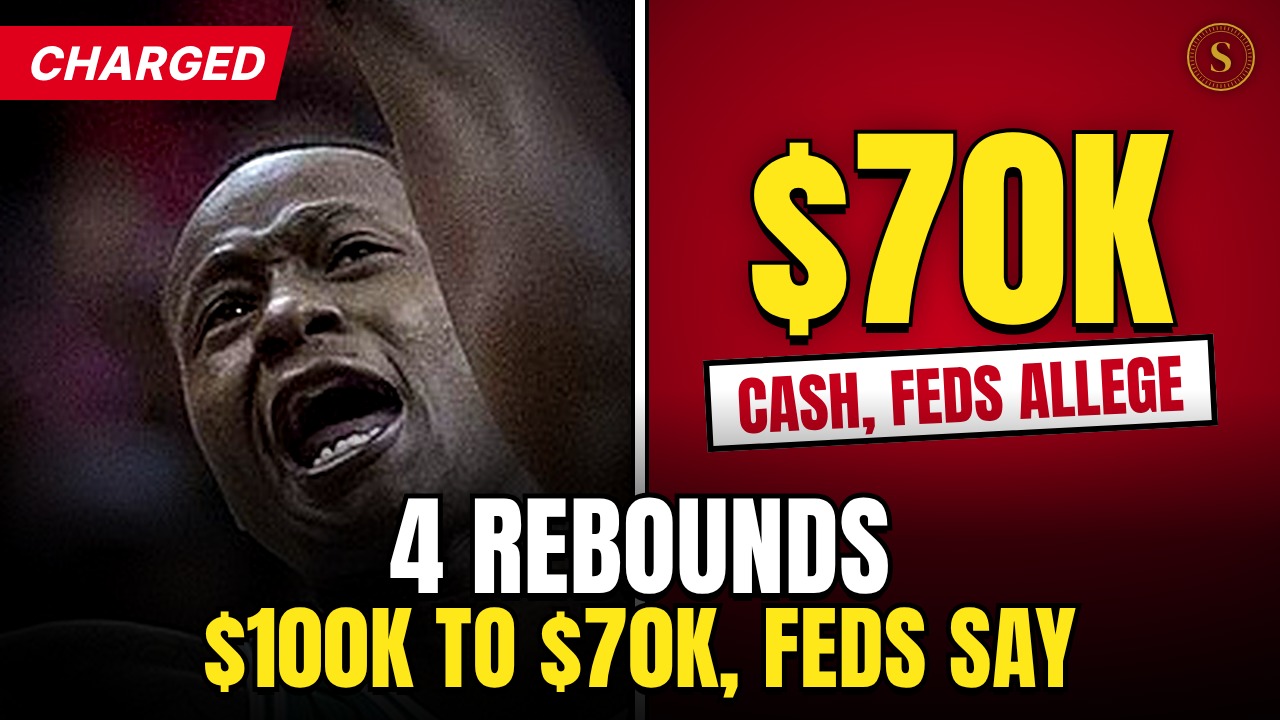 CHARGED
S
$70K
CASH, FEDS ALLEGE
4 REBOUNDS
$100K TO $70K, FEDS SAY